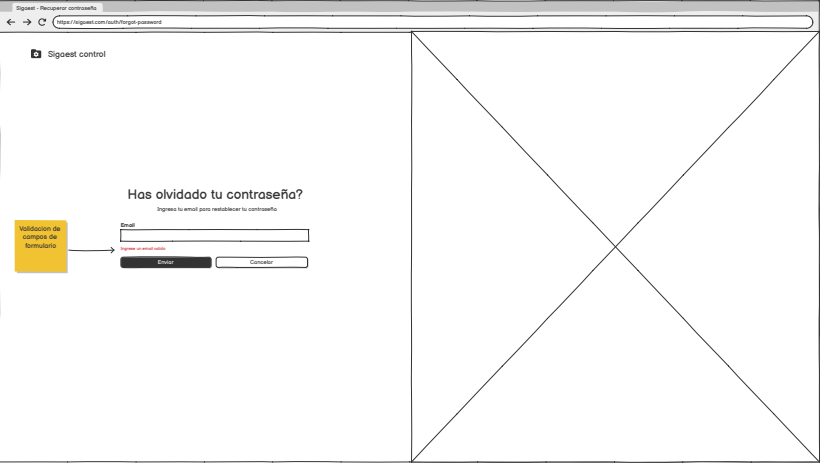 Sigaest - Recuperar contraseña
https://sigaest.com/auth/forgot-password
Sigaest control
Has olvidado tu contraseña?
Ingresa tu email para restablecer tu contraseña
Email
Validacion de
campos de
formulario
Ingrese un email valido
Enviar
Cancelar